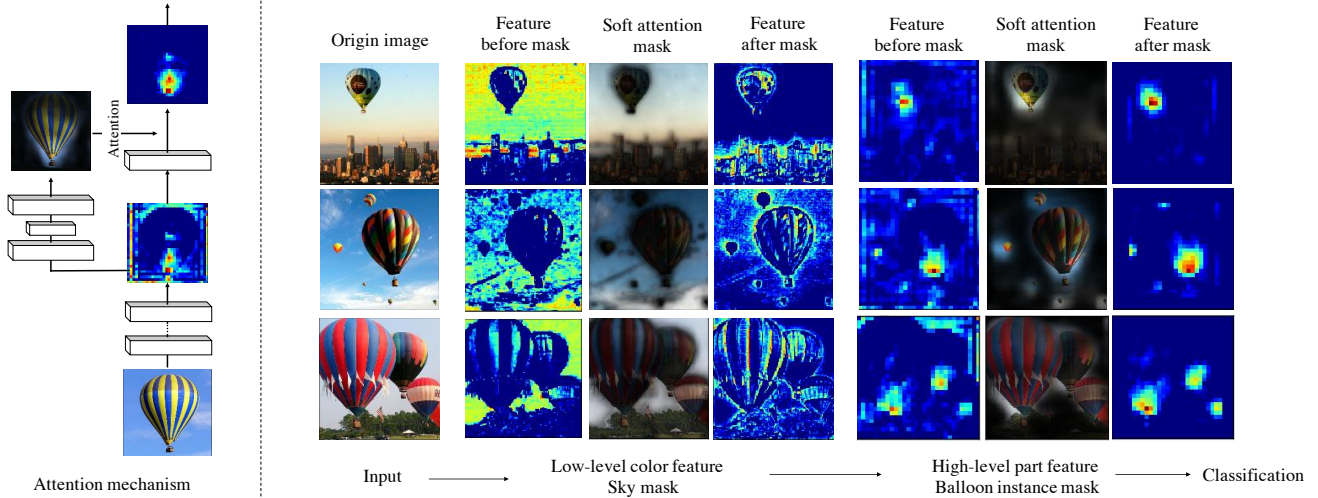 Attention
Attention mechanism
Origin image
Feature
before mask
Soft attention
mask
Feature
after mask
Feature
before mask
Soft attention
mask
Feature
after mask
Input
Low-level color feature
Sky mask
High-level part feature
Balloon instance mask
Classification